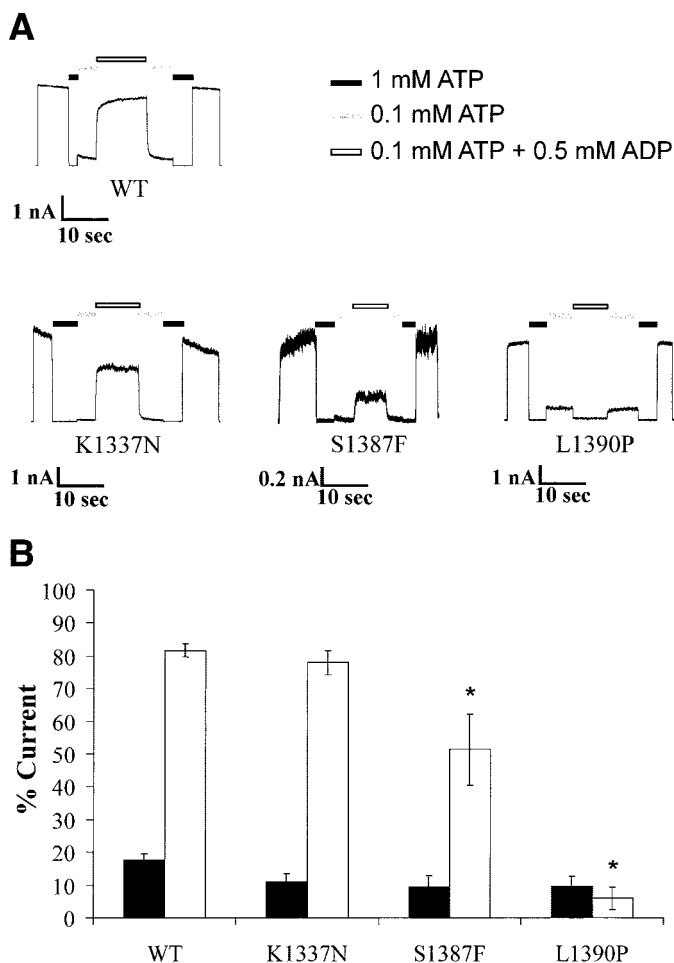 A
1 mM ATP
0.1 mM ATP
0.1 mM ATP + 0.5 mM ADP
WT
1 nA
10 sec
K1337N
S1387F
L1390P
1 nA
10 sec
0.2 nA
10 sec
1 nA
10 sec
B
% Current
100
90
80
70
60
50
40
30
20
10
0
*
*
WT
K1337N
S1387F
L1390P